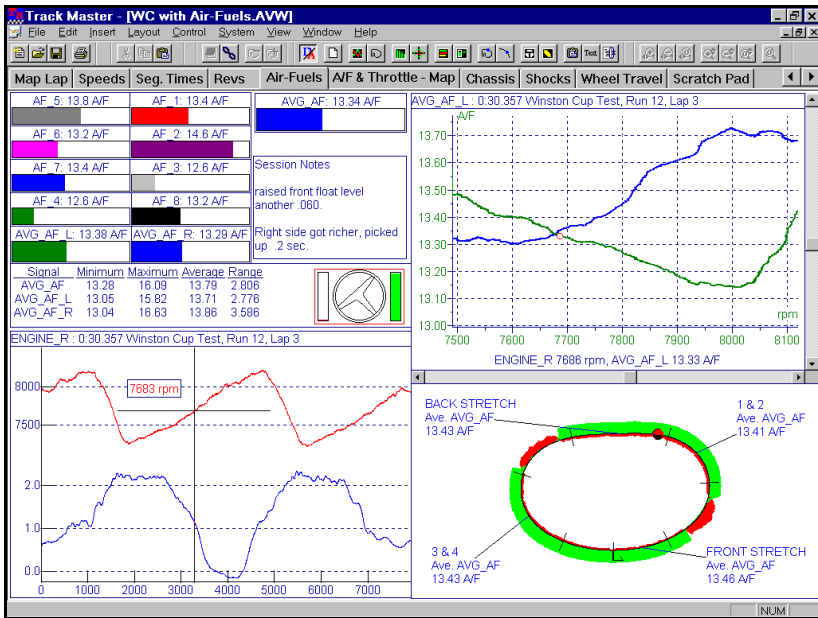 Track Master - [WC with Air-Fuels.AVW]
File Edit Insert Layout Control System View Window Help
Text
Map Lap Speeds Seg. Times Revs Air-Fuels A/F & Throttle - Map Chassis Shocks Wheel Travel Scratch Pad
AF_5: 13.8 A/F
AF_1: 13.4 A/F
AF_6: 13.2 A/F
AF_2: 14.6 A/F
AF_7: 13.4 A/F
AF_3: 12.6 A/F
AF_4: 12.6 A/F
AF_8: 13.2 A/F
AVG_AF_L: 13.38 A/F
AVG_AF_R: 13.29 A/F
AVG_AF: 13.34 A/F
Session Notes
raised front float level
another .060.
Right side got richer, picked
up .2 sec.
Signal Minimum Maximum Average Range
AVG_AF 13.28 16.09 13.79 2.806
AVG_AF_L 13.05 15.82 13.71 2.776
AVG_AF_R 13.04 16.63 13.86 3.586
AVG_AF_L : 0:30.357 Winston Cup Test, Run 12, Lap 3
A/F
13.70
13.60
13.50
13.40
13.30
13.20
13.10
13.00
rpm
7500 7600 7700 7800 7900 8000 8100
ENGINE_R 7686 rpm, AVG_AF_L 13.33 A/F
ENGINE_R : 0:30.357 Winston Cup Test, Run 12, Lap 3
7683 rpm
8000
7500
2.0
1.0
0.0
0 1000 2000 3000 4000 5000 6000 7000
BACK STRETCH
Ave. AVG_AF
13.43 A/F
1 & 2
Ave. AVG_AF
13.41 A/F
3 & 4
Ave. AVG_AF
13.43 A/F
FRONT STRETCH
Ave. AVG_AF
13.46 A/F
NUM